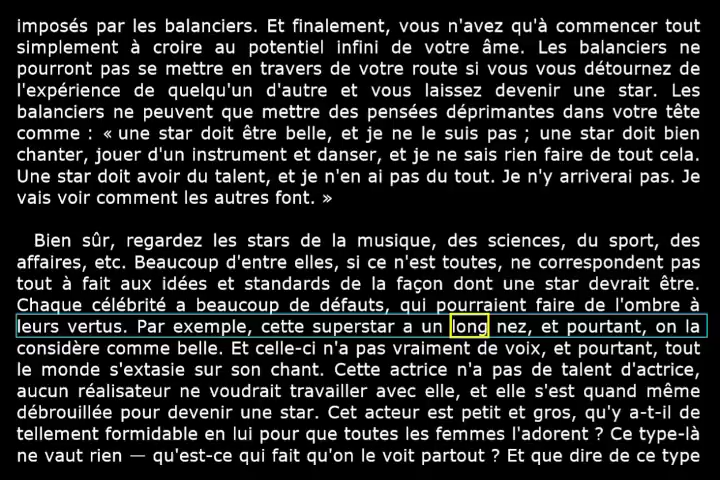 imposés par les balanciers. Et finalement, vous n'avez qu'à commencer tout
simplement à croire au potentiel infini de votre âme. Les balanciers ne
pourront pas se mettre en travers de votre route si vous vous détournez de
l'expérience de quelqu'un d'autre et vous laissez devenir une star. Les
balanciers ne peuvent que mettre des pensées déprimantes dans votre tête
comme : « une star doit être belle, et je ne le suis pas ; une star doit bien
chanter, jouer d'un instrument et danser, et je ne sais rien faire de tout cela.
Une star doit avoir du talent, et je n'en ai pas du tout. Je n'y arriverai pas. Je
vais voir comment les autres font. »
Bien sûr, regardez les stars de la musique, des sciences, du sport, des
affaires, etc. Beaucoup d'entre elles, si ce n'est toutes, ne correspondent pas
tout à fait aux idées et standards de la façon dont une star devrait être.
Chaque célébrité a beaucoup de défauts, qui pourraient faire de l'ombre à
leurs vertus. Par exemple, cette superstar a un long nez, et pourtant, on la
considère comme belle. Et celle-ci n'a pas vraiment de voix, et pourtant, tout
le monde s'extasie sur son chant. Cette actrice n'a pas de talent d'actrice,
aucun réalisateur ne voudrait travailler avec elle, et elle s'est quand même
débrouillée pour devenir une star. Cet acteur est petit et gros, qu'y a-t-il de
tellement formidable en lui pour que toutes les femmes l'adorent ? Ce type-là
ne vaut rien — qu'est-ce qui fait qu'on le voit partout ? Et que dire de ce type